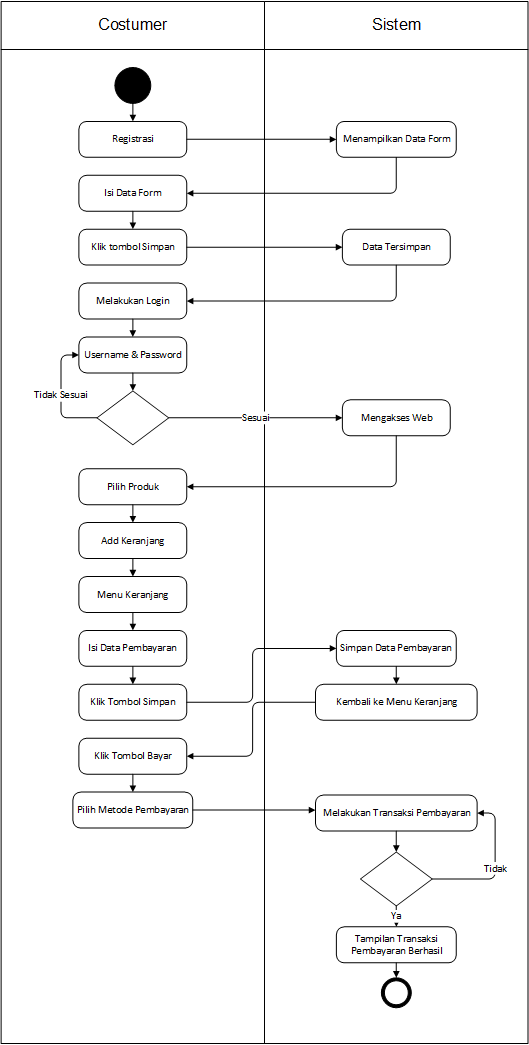 Costumer
Sistem
Registrasi
Menampilkan Data Form
Isi Data Form
Klik tombol Simpan
Data Tersimpan
Melakukan Login
Username & Password
Tidak Sesuai
Sesuai
Mengakses Web
Pilih Produk
Add Keranjang
Menu Keranjang
Isi Data Pembayaran
Simpan Data Pembayaran
Klik Tombol Simpan
Kembali ke Menu Keranjang
Klik Tombol Bayar
Pilih Metode Pembayaran
Melakukan Transaksi Pembayaran
Tidak
Ya
Tampilan Transaksi
Pembayaran Berhasil